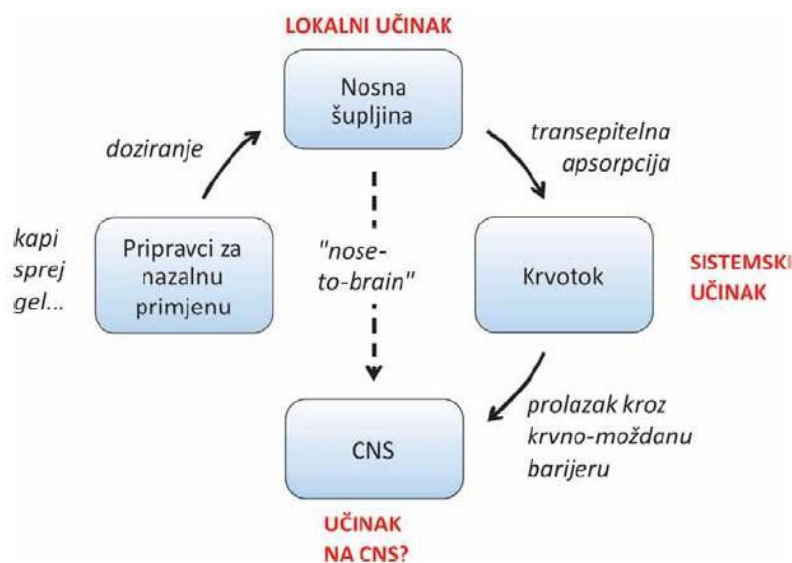 LOKALNI UČINAK
Nosna
šupljina
doziranje
transepitelna
apsorpcija
kapi
sprej
gel...
Pripravci za
nazalnu
primjenu
"nose-
to-brain"
Krvotok
SISTEMSKI
UČINAK
prolazak kroz
krvno-moždanu
barijeru
CNS
UČINAK
NA CNS?